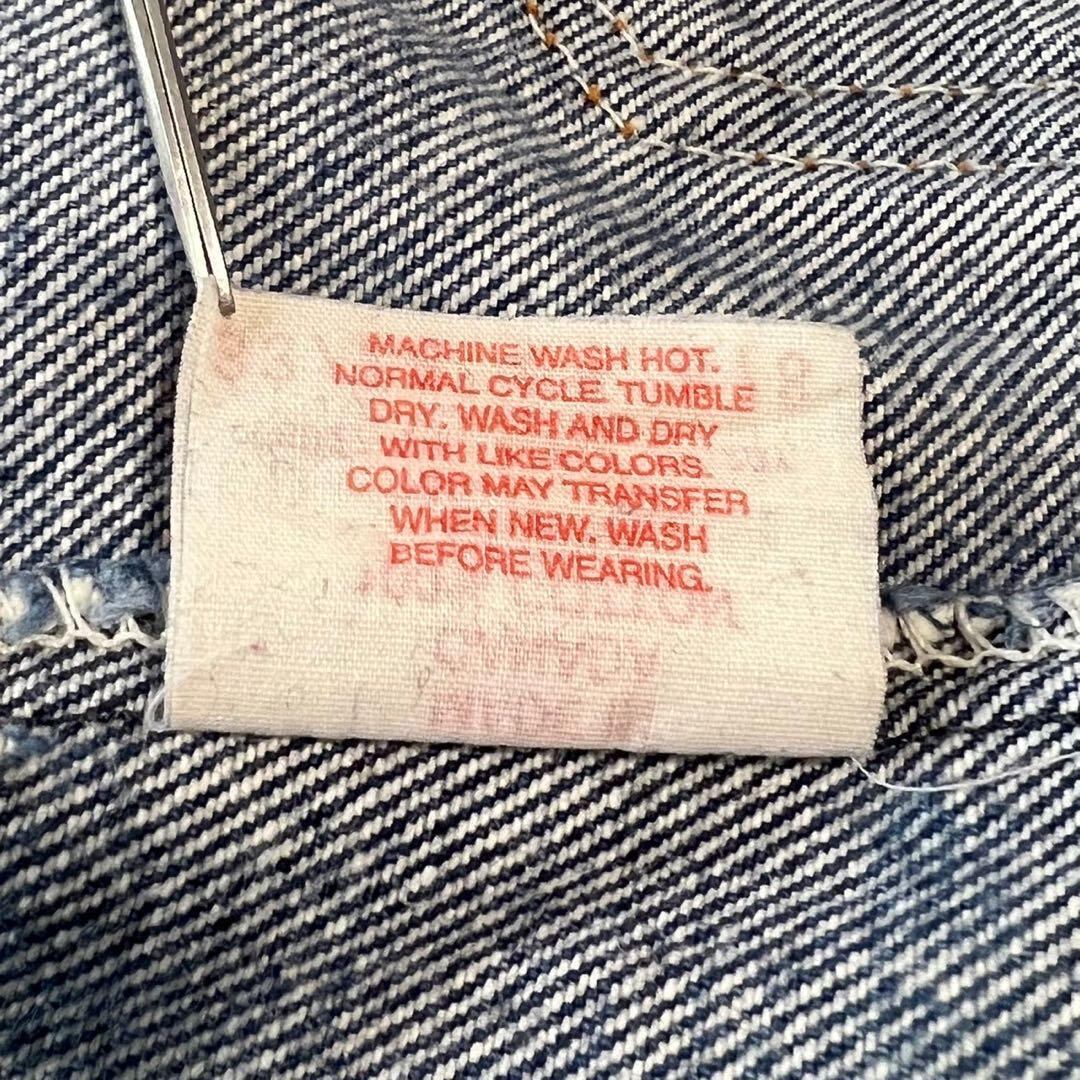 MACHINE WASH HOT.
NORMAL CYCLE. TUMBLE
DRY. WASH AND DRY
WITH LIKE COLORS.
COLOR MAY TRANSFER
WHEN NEW. WASH
BEFORE WEARING.